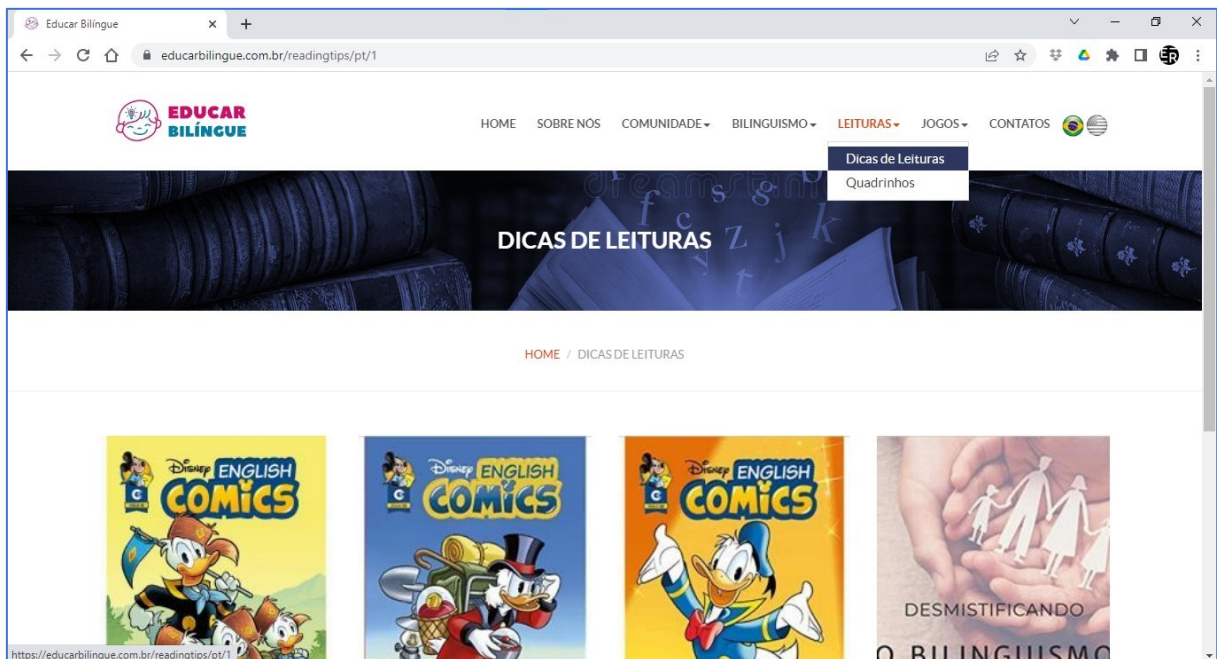 Educar Bilíngue
educarbilingue.com.br/readingtips/pt/1
EDUCAR
BILÍNGUE
HOME SOBRE NÓS COMUNIDADE BILINGUISMO LEITURAS JOGOS CONTATOS
Dicas de Leituras
Quadrinhos
dreamstime
f c s g z j k y t
DICAS DE LEITURAS
HOME / DICAS DE LEITURAS
Disney ENGLISH
COMICS
Disney ENGLISH
COMICS
Disney ENGLISH
COMICS
DESMISTIFICANDO
O BILINGUISMO
https://educarbilingue.com.br/readingtips/pt/1